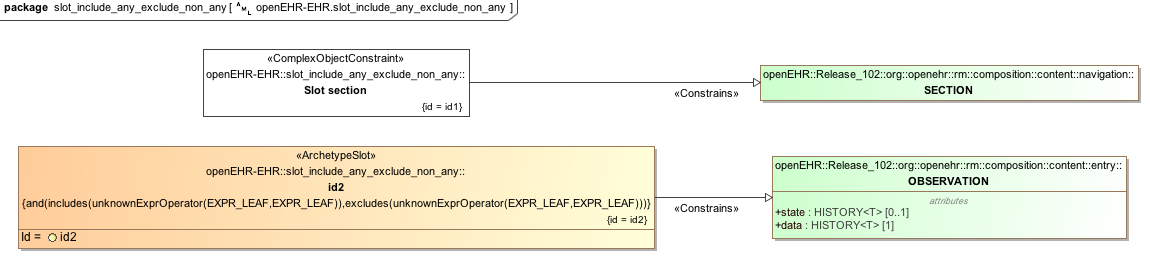 package slot_include_any_exclude_non_any [ AML openEHR-EHR.slot_include_any_exclude_non_any ]
«ComplexObjectConstraint»
openEHR-EHR::slot_include_any_exclude_non_any::
Slot section
{id = id1}
«Constrains»
openEHR::Release_102::org::openehr::rm::composition::content::navigation::
SECTION
«ArchetypeSlot»
openEHR-EHR::slot_include_any_exclude_non_any::
id2
{and(includes(unknownExprOperator(EXPR_LEAF,EXPR_LEAF)),excludes(unknownExprOperator(EXPR_LEAF,EXPR_LEAF)))}
{id = id2}
Id = id2
«Constrains»
openEHR::Release_102::org::openehr::rm::composition::content::entry::
OBSERVATION
attributes
+state : HISTORY<T> [0..1]
+data : HISTORY<T> [1]